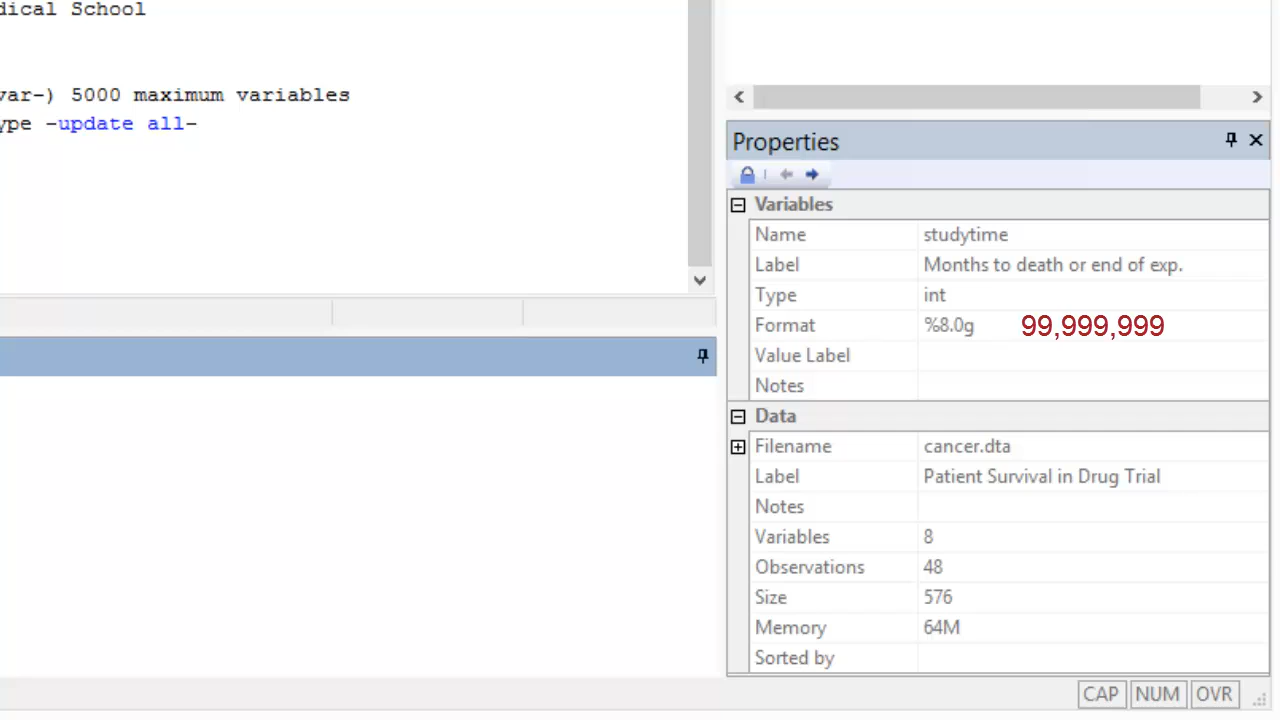 dical School
var-) 5000 maximum variables
ype -update all-
Properties
Variables
Name studytime
Label Months to death or end of exp.
Type int
Format %8.0g 99,999,999
Value Label
Notes
Data
Filename cancer.dta
Label Patient Survival in Drug Trial
Notes
Variables 8
Observations 48
Size 576
Memory 64M
Sorted by
CAP NUM OVR